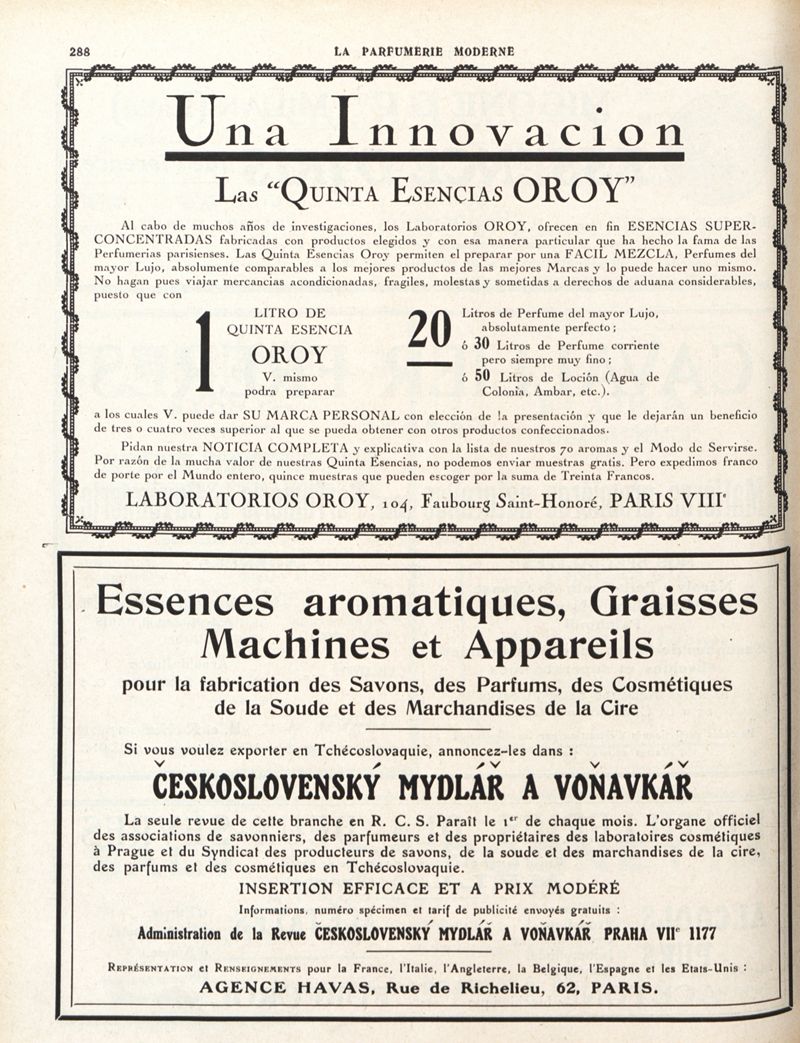 288
LA PARFUMERIE MODERNE
Una Innovacion
Las “Quinta Esencias OROY”
Al cabo de muchos años de investigaciones, los Laboratorios OROY, ofrecen en fin ESENCIAS SUPER-
CONCENTRADAS fabricadas con productos elegidos y con esa manera particular que ha hecho la fama de las
Perfumerias parisienses. Las Quinta Esencias Oroy permiten el preparar por una FACIL MEZCLA, Perfumes del
mayor Lujo, absolumente comparables a los mejores productos de las mejores Marcas y lo puede hacer uno mismo.
No hagan pues viajar mercancias acondicionadas, fragiles, molestas y sometidas a derechos de aduana considerables,
puesto que con
1 LITRO DE
QUINTA ESENCIA
OROY
V. mismo
podra preparar
20 Litros de Perfume del mayor Lujo,
absolutamente perfecto ;
ó 30 Litros de Perfume corriente
pero siempre muy fino ;
ó 50 Litros de Loción (Agua de
Colonia, Ambar, etc.).
a los cuales V. puede dar SU MARCA PERSONAL con elección de la presentación y que le dejarán un beneficio
de tres o cuatro veces superior al que se pueda obtener con otros productos confeccionados.
Pidan nuestra NOTICIA COMPLETA y explicativa con la lista de nuestros 70 aromas y el Modo de Servirse.
Por razón de la mucha valor de nuestras Quinta Esencias, no podemos enviar muestras gratis. Pero expedimos franco
de porte por el Mundo entero, quince muestras que pueden escoger por la suma de Treinta Francos.
LABORATORIOS OROY, 104, Faubourg Saint-Honoré, PARIS VIIIe
Essences aromatiques, Graisses
Machines et Appareils
pour la fabrication des Savons, des Parfums, des Cosmétiques
de la Soude et des Marchandises de la Cire
Si vous voulez exporter en Tchécoslovaquie, annoncez-les dans :
ČESKOSLOVENSKÝ MYDLÁŘ A VOŇAVKÁŘ
La seule revue de cette branche en R. C. S. Paraît le 1er de chaque mois. L'organe officiel
des associations de savonniers, des parfumeurs et des propriétaires des laboratoires cosmétiques
à Prague et du Syndicat des producteurs de savons, de la soude et des marchandises de la cire,
des parfums et des cosmétiques en Tchécoslovaquie.
INSERTION EFFICACE ET A PRIX MODÉRÉ
Informations, numéro spécimen et tarif de publicité envoyés gratuits :
Administration de la Revue ČESKOSLOVENSKÝ MYDLÁŘ A VOŇAVKÁŘ PRAHA VIIe 1177
Représentation et Renseignements pour la France, l'Italie, l'Angleterre, la Belgique, l'Espagne et les Etats-Unis :
AGENCE HAVAS, Rue de Richelieu, 62, PARIS.